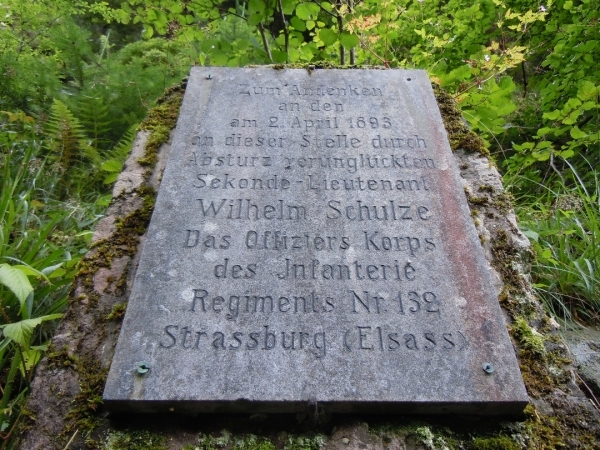 Zum Andenken
an den
am 2. April 1893
an dieser Stelle durch
Absturz verunglückten
Sekonde-Lieutenant
Wilhelm Schulze
Das Offiziers Korps
des Infanterie
Regiments Nr 132
Strassburg (Elsass)